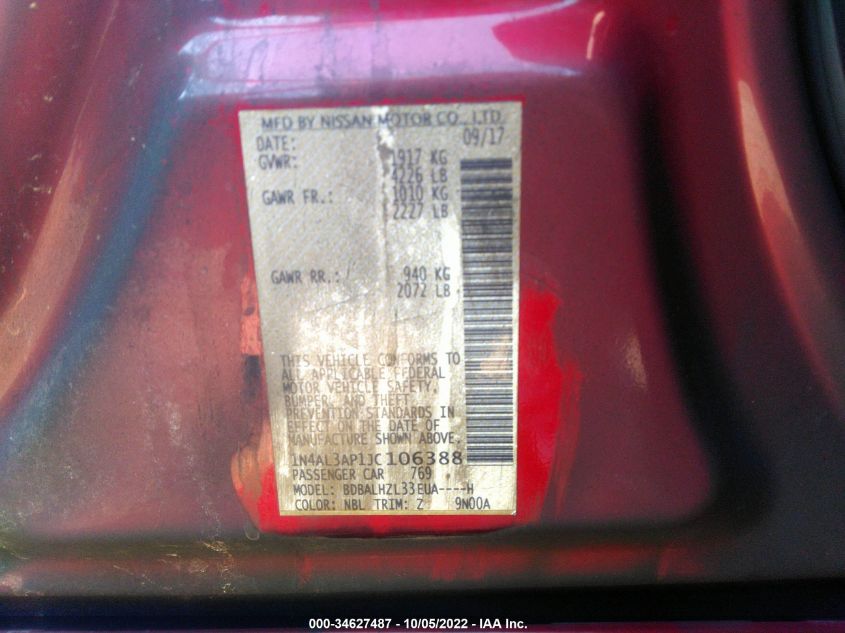 MFD BY NISSAN MOTOR CO., LTD.
DATE: 09/17
GVWR: 1917 KG
4226 LB
GAWR FR.: 1010 KG
2227 LB
GAWR RR.: 940 KG
2072 LB
THIS VEHICLE CONFORMS TO
ALL APPLICABLE FEDERAL
MOTOR VEHICLE SAFETY,
BUMPER, AND THEFT
PREVENTION STANDARDS IN
EFFECT ON THE DATE OF
MANUFACTURE SHOWN ABOVE.
1N4AL3AP1JC106388
PASSENGER CAR 769
MODEL: BDBALHZL33EUA----H
COLOR: NBL TRIM: Z 9N00A
000-34627487 - 10/05/2022 - IAA Inc.